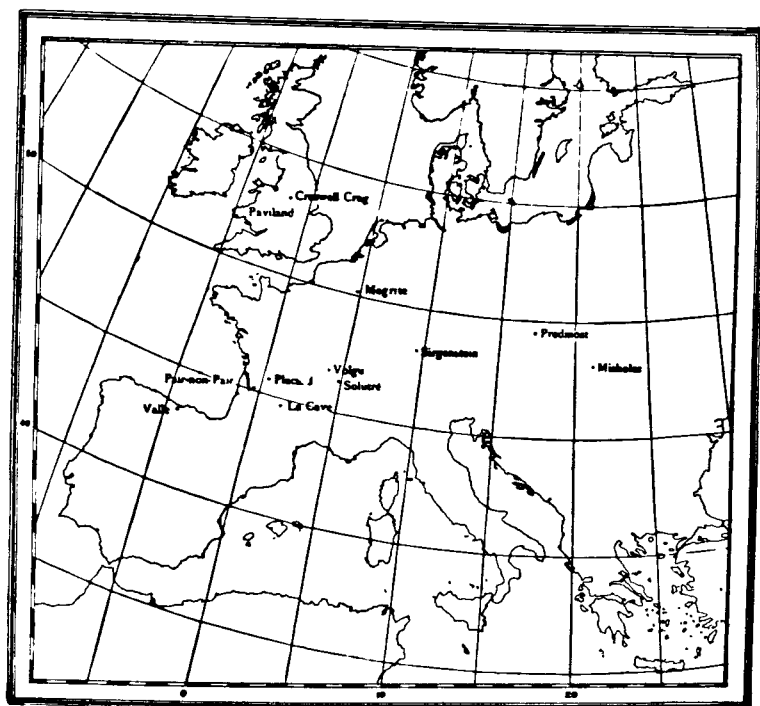 50
Creswell Crag
Paviland
Magrite
Predmost
Sirgenstein
Volgu
Miskolcz
Pair-non-Pair
Placard
Solutré
Valle
La Cave
40
0
10
20